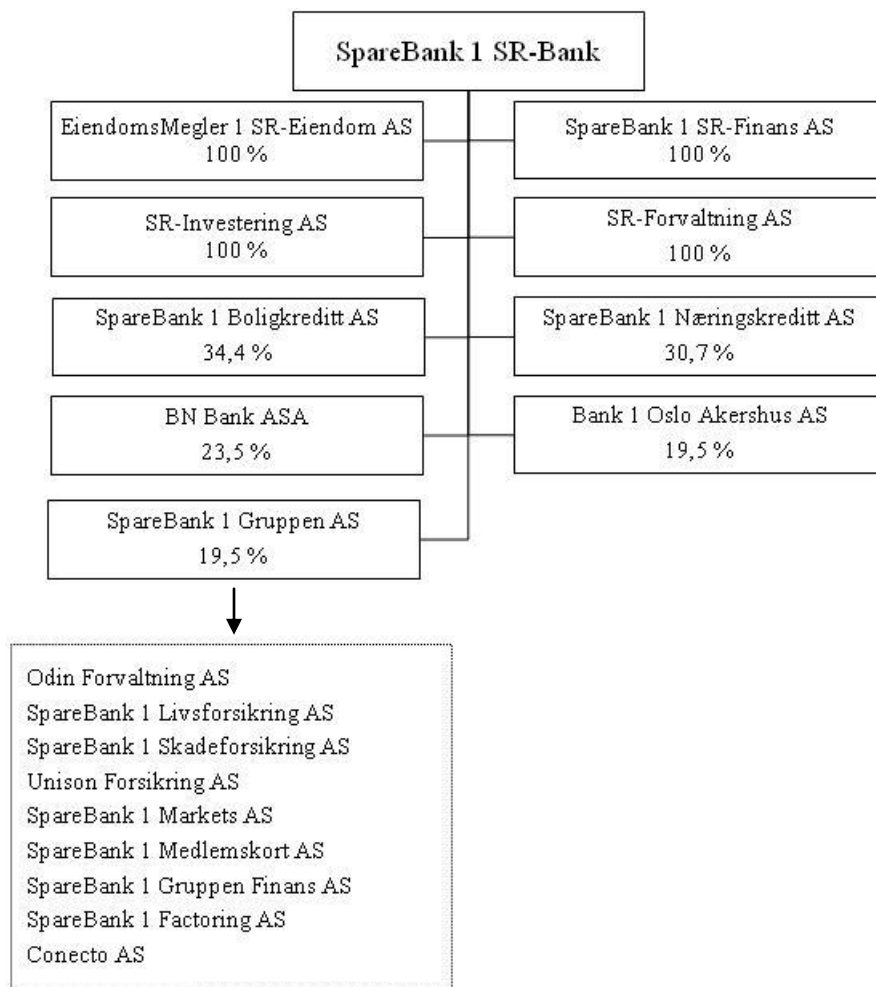 SpareBank 1 SR-Bank
EiendomsMegler 1 SR-Eiendom AS
100 %
SpareBank 1 SR-Finans AS
100 %
SR-Investering AS
100 %
SR-Forvaltning AS
100 %
SpareBank 1 Boligkreditt AS
34,4 %
SpareBank 1 Næringskreditt AS
30,7 %
BN Bank ASA
23,5 %
Bank 1 Oslo Akershus AS
19,5 %
SpareBank 1 Gruppen AS
19,5 %
Odin Forvaltning AS
SpareBank 1 Livsforsikring AS
SpareBank 1 Skadeforsikring AS
Unison Forsikring AS
SpareBank 1 Markets AS
SpareBank 1 Medlemskort AS
SpareBank 1 Gruppen Finans AS
SpareBank 1 Factoring AS
Conecto AS